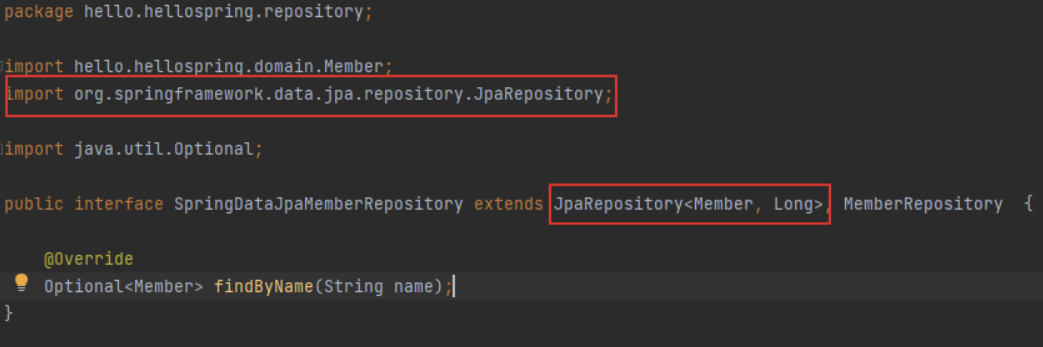 package hello.hellospring.repository;
import hello.hellospring.domain.Member;
import org.springframework.data.jpa.repository.JpaRepository;
import java.util.Optional;
public interface SpringDataJpaMemberRepository extends JpaRepository<Member, Long>, MemberRepository {
@Override
Optional<Member> findByName(String name);
}